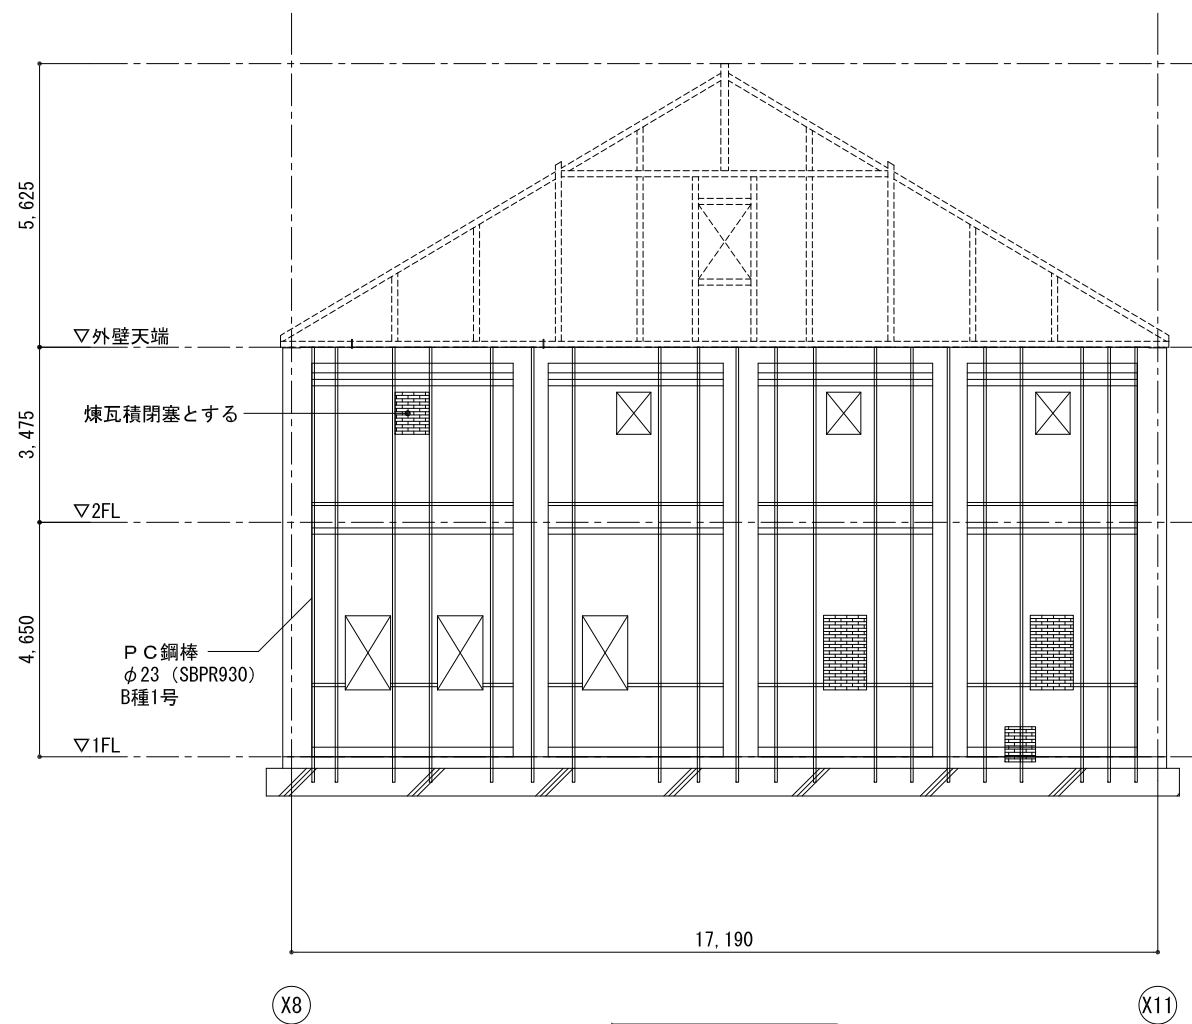 5,625
▽外壁天端
煉瓦積閉塞とする
3,475
▽2FL
4,650
ＰＣ鋼棒
φ23 (SBPR930)
B種1号
▽1FL
17,190
X8
X11